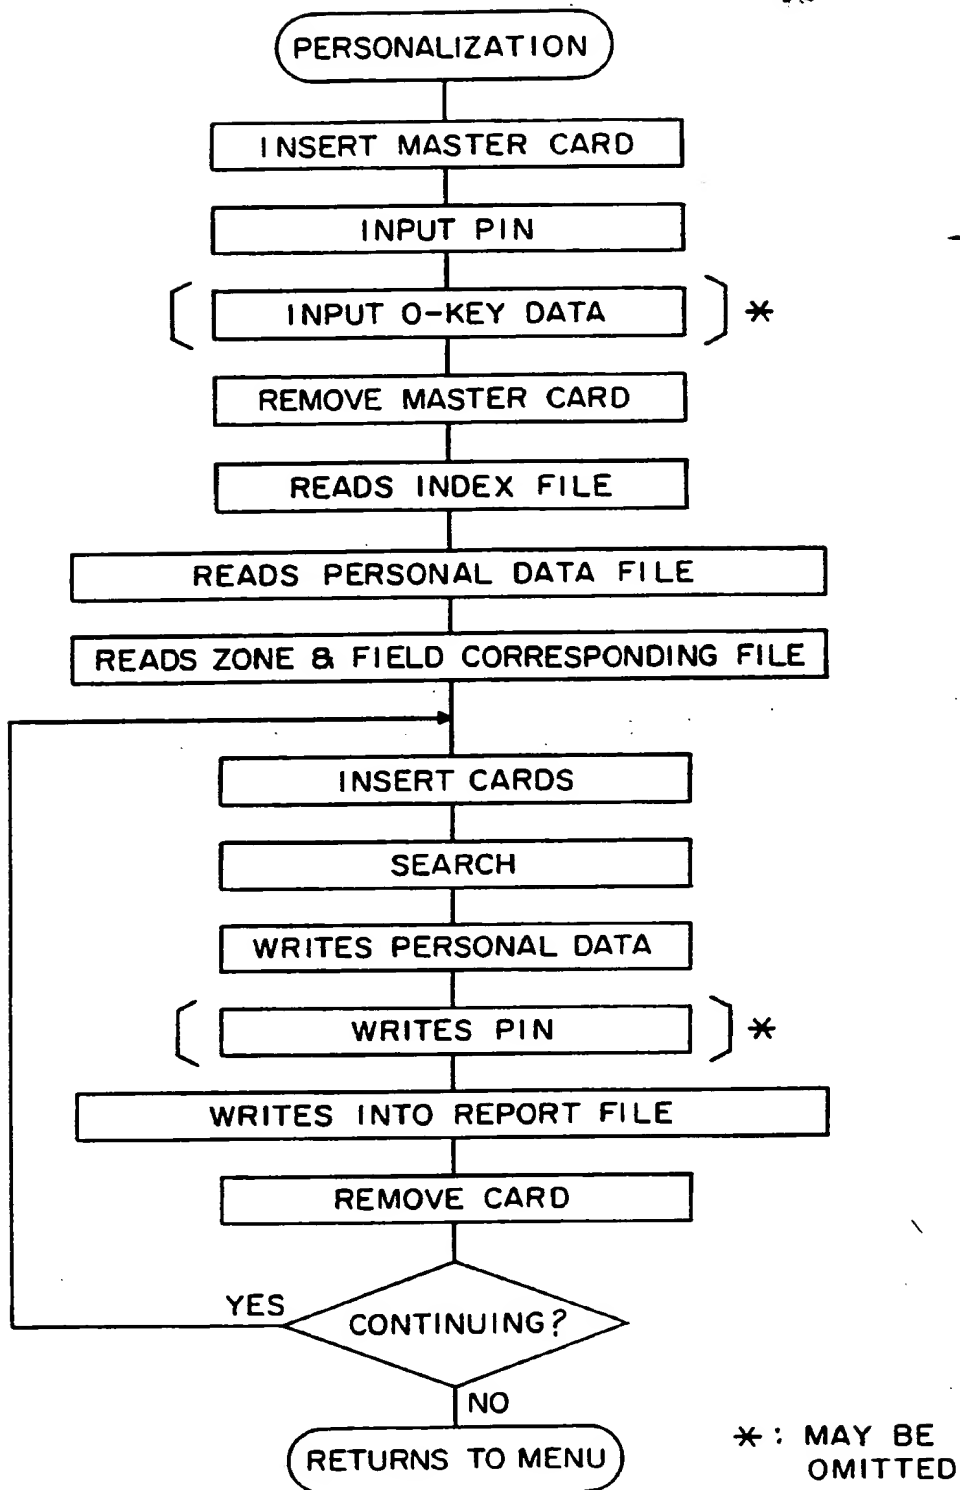 PERSONALIZATION
INSERT MASTER CARD
INPUT PIN
INPUT O-KEY DATA
*
REMOVE MASTER CARD
READS INDEX FILE
READS PERSONAL DATA FILE
READS ZONE & FIELD CORRESPONDING FILE
INSERT CARDS
SEARCH
WRITES PERSONAL DATA
WRITES PIN
*
WRITES INTO REPORT FILE
REMOVE CARD
YES
CONTINUING?
NO
RETURNS TO MENU
* : MAY BE
OMITTED